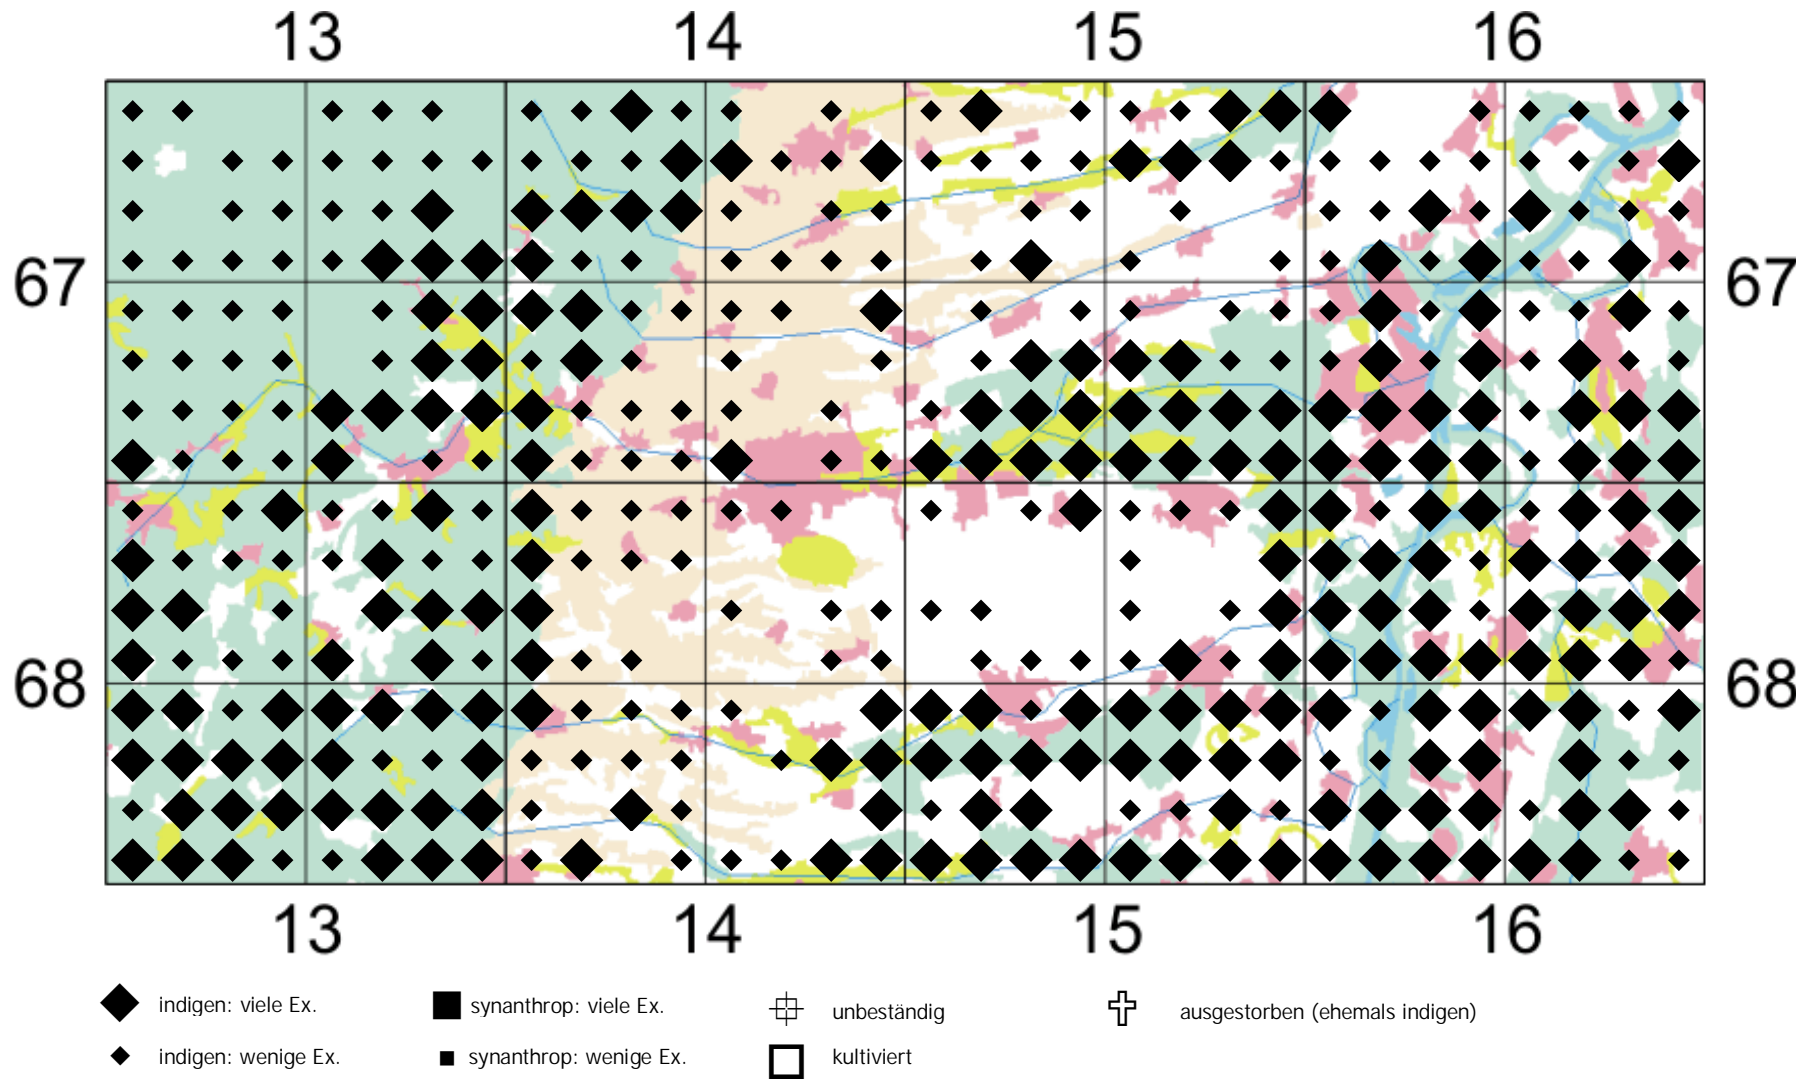 13 14 15 16
67 67
68 68
13 14 15 16
indigen: viele Ex. synanthrop: viele Ex. unbeständig ausgestorben (ehemals indigen)
indigen: wenige Ex. synanthrop: wenige Ex. kultiviert